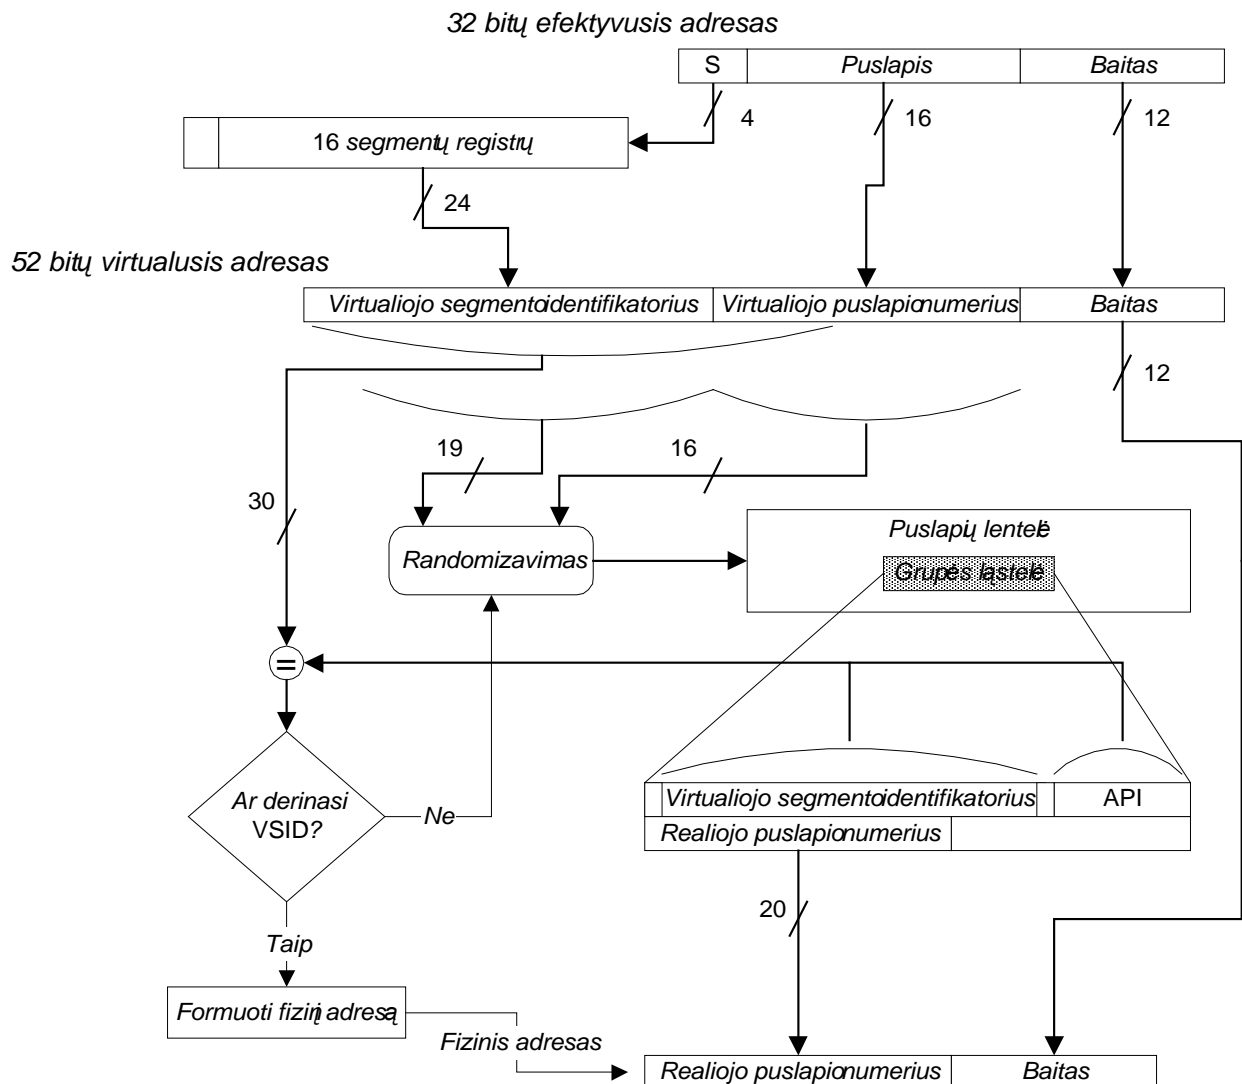 32 bitų efektyvusis adresas
S Puslapis Baitas
4 16 12
16 segmentų registrų
24
52 bitų virtualusis adresas
Virtualiojo segmento identifikatorius Virtualiojo puslapio numerius Baitas
12
19 16
30
Puslapių lentelė
Randomizavimas
Grupės ląstelė
=
Ar derinasi
VSID?
Ne
Virtualiojo segmento identifikatorius API
Realiojo puslapio numerius
20
Taip
Formuoti fizinį adresą
Fizinis adresas
Realiojo puslapio numerius Baitas